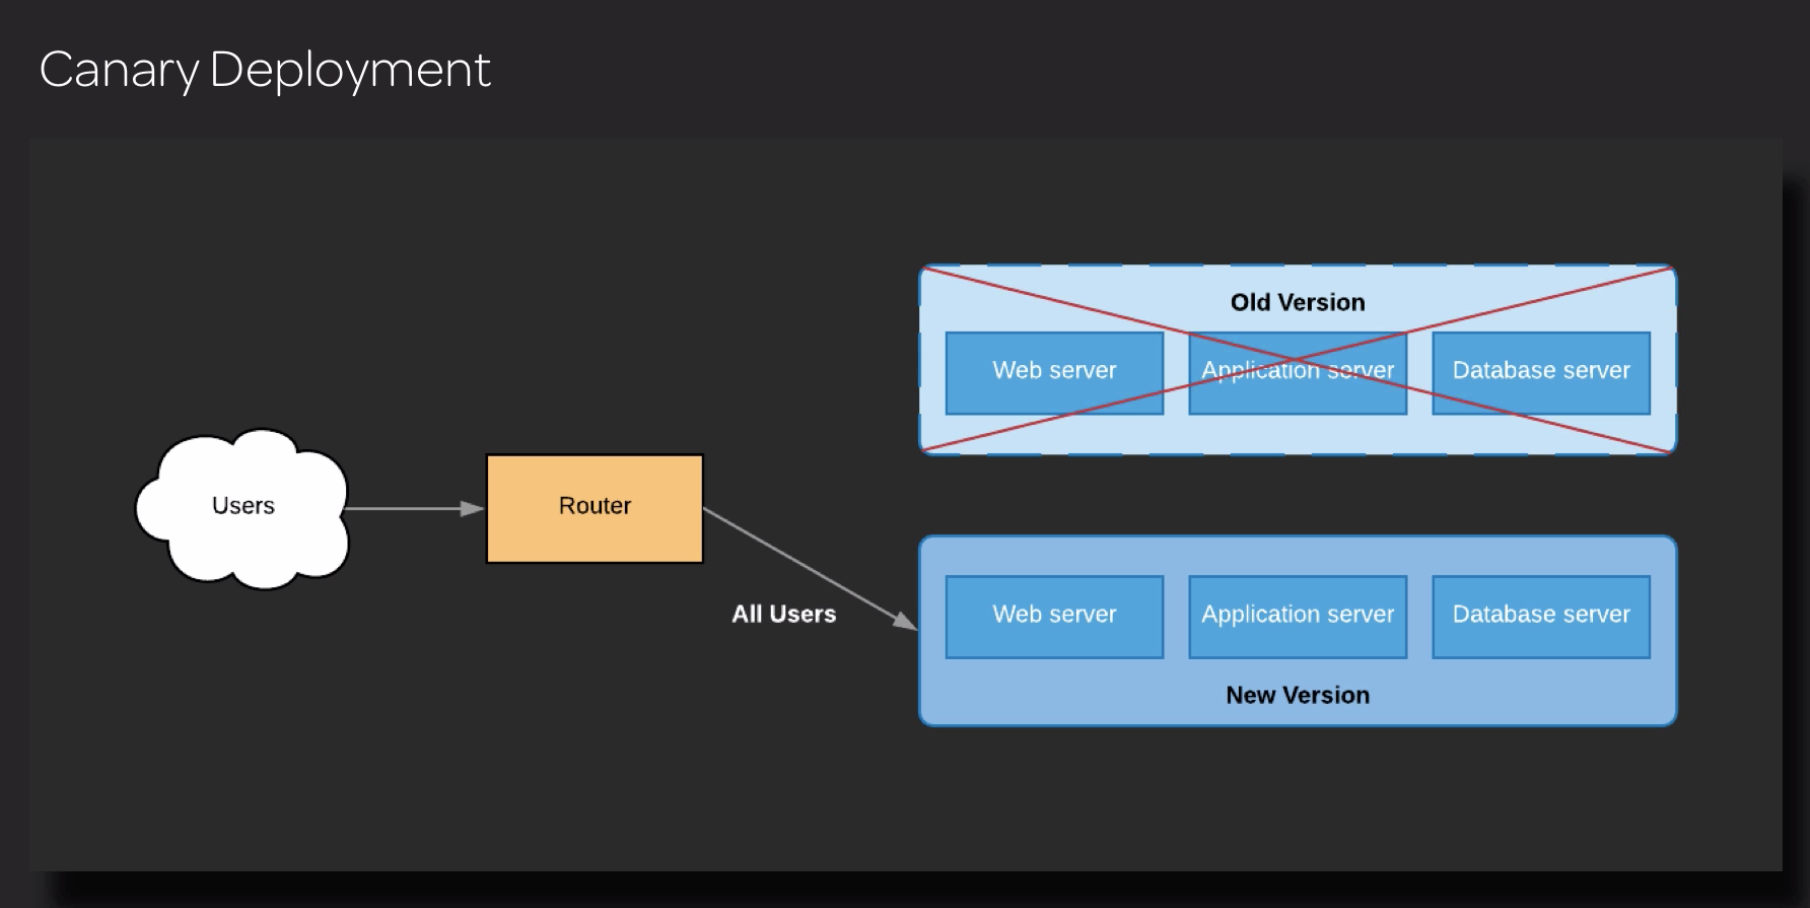 Canary Deployment
Old Version
Web server
Application server
Database server
Users
Router
All Users
Web server
Application server
Database server
New Version